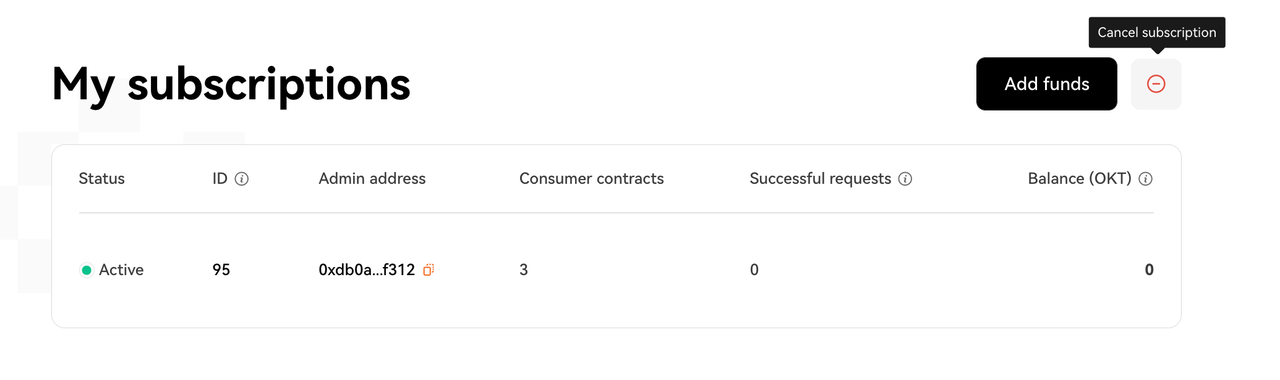 Cancel subscription
My subscriptions
Add funds
Status ID Admin address Consumer contracts Successful requests Balance (OKT)
Active 95 0xdb0a...f312 3 0 0